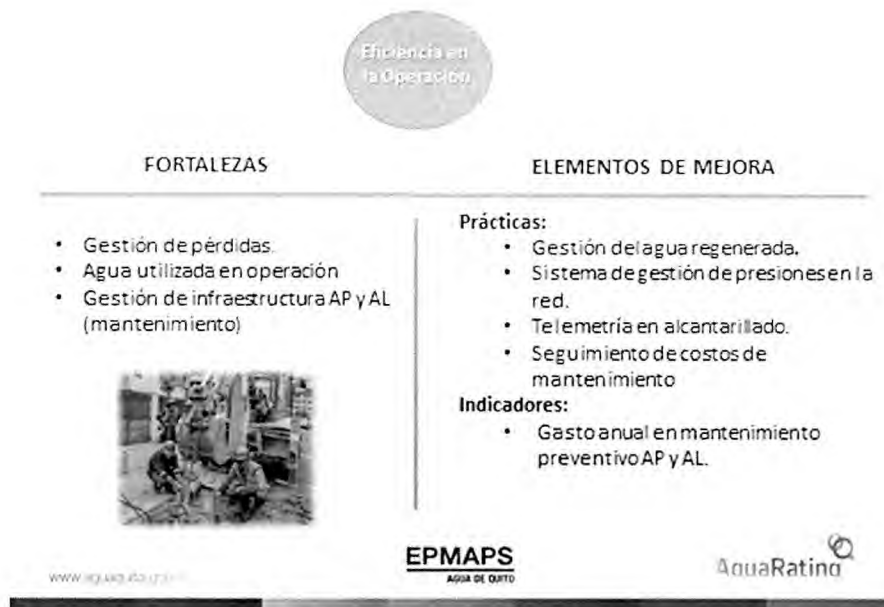 Eficiencia en
la Operación
FORTALEZAS
• Gestión de pérdidas.
• Agua utilizada en operación
• Gestión de infraestructura AP y AL
(mantenimiento)
ELEMENTOS DE MEJORA
Prácticas:
• Gestión del agua regenerada.
• Sistema de gestión de presiones en la
red.
• Telemetría en alcantarillado.
• Seguimiento de costos de
mantenimiento
Indicadores:
• Gasto anual en mantenimiento
preventivo AP y AL.
EPMAPS
AGUA DE QUITO
AquaRating